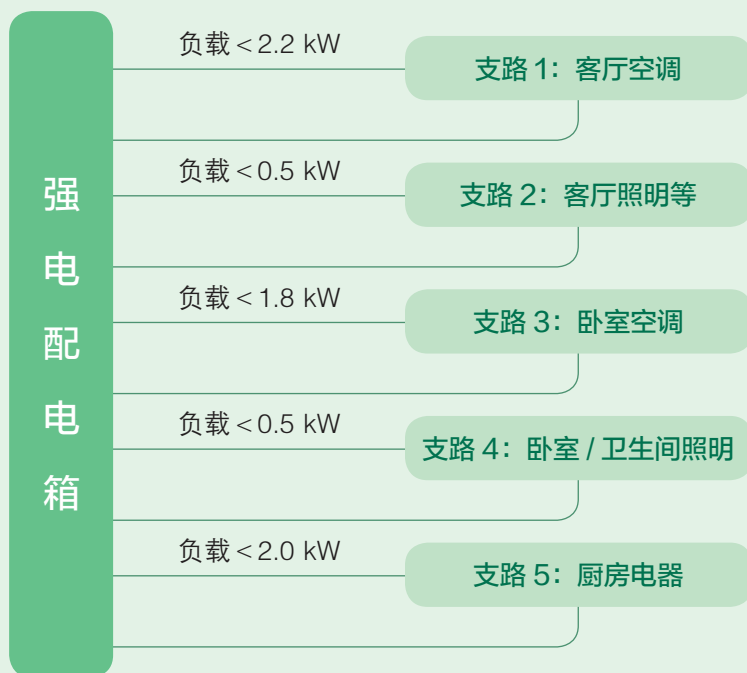 强电配电箱
负载＜2.2 kW
支路 1：客厅空调
负载＜0.5 kW
支路 2：客厅照明等
负载＜1.8 kW
支路 3：卧室空调
负载＜0.5 kW
支路 4：卧室 / 卫生间照明
负载＜2.0 kW
支路 5：厨房电器